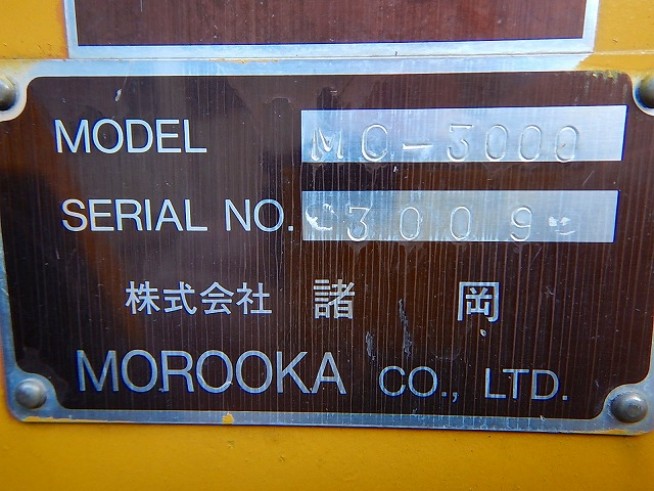 MODEL MC-3000
SERIAL NO. 3009
株式会社 諸岡
MOROOKA CO., LTD.